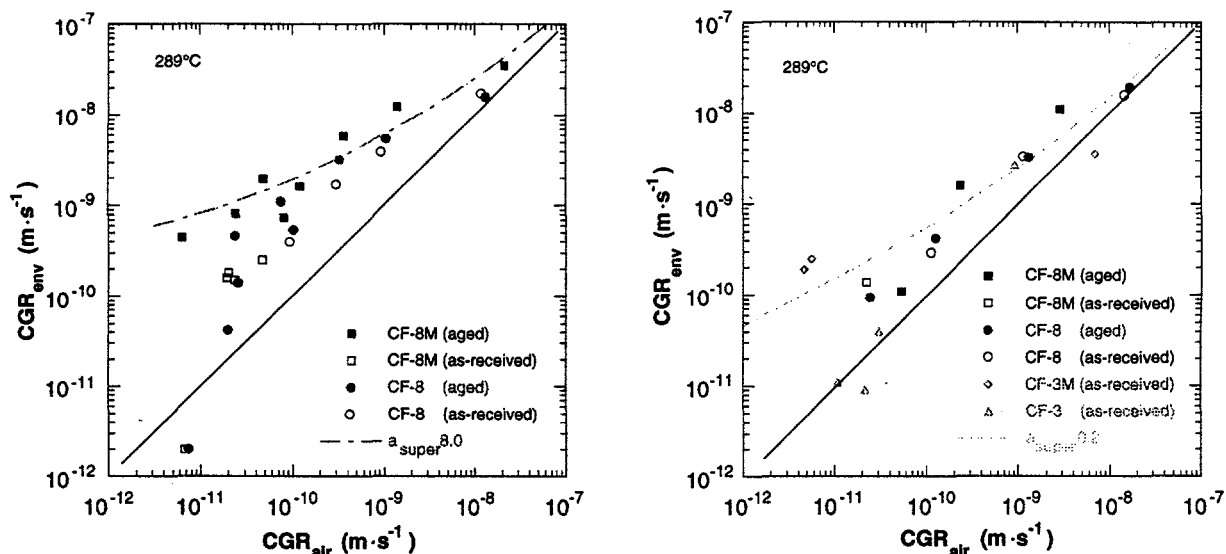 10⁻⁷
10⁻⁸
10⁻⁹
10⁻¹⁰
10⁻¹¹
10⁻¹²
CGR_env (m·s⁻¹)
289°C
CF-8M (aged)
CF-8M (as-received)
CF-8 (aged)
CF-8 (as-received)
a_super8.0
10⁻¹² 10⁻¹¹ 10⁻¹⁰ 10⁻⁹ 10⁻⁸ 10⁻⁷
CGR_air (m·s⁻¹)
10⁻⁷
10⁻⁸
10⁻⁹
10⁻¹⁰
10⁻¹¹
10⁻¹²
CGR_env (m·s⁻¹)
289°C
CF-8M (aged)
CF-8M (as-received)
CF-8 (aged)
CF-8 (as-received)
CF-3M (as-received)
CF-3 (as-received)
a_super0.2
10⁻¹² 10⁻¹¹ 10⁻¹⁰ 10⁻⁹ 10⁻⁸ 10⁻⁷
CGR_air (m·s⁻¹)